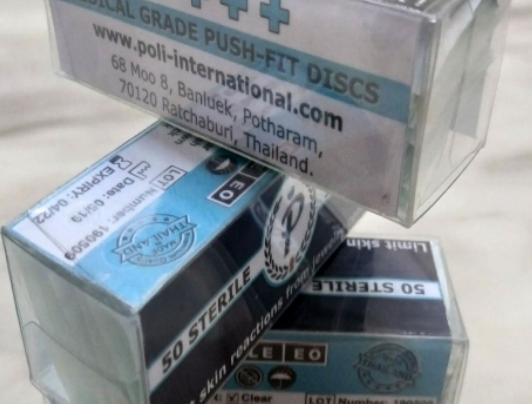 MEDICAL GRADE PUSH-FIT DISCS
www.poli-international.com
68 Moo 8, Banluek, Potharam,
70120 Ratchaburi, Thailand.
EXPIRY: 04/22
Date: 05/19
LOT Number: 190509
EO
MADE IN
THAILAND
50 STERILE
skin reactions from jewelle
Limit skin
50 STERILE
LE EO
Clear
LOT Number: 190509